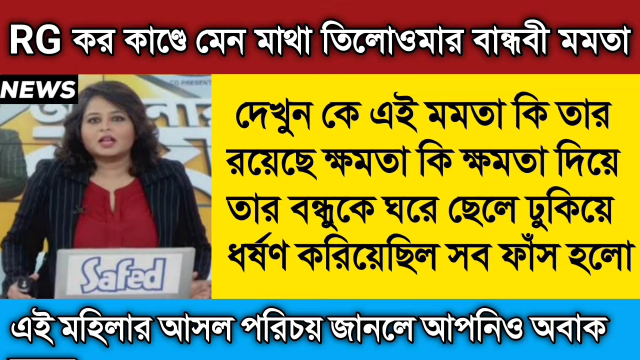 RG কর কাণ্ডে মেন মাথা তিলোওমার বান্ধবী মমতা
NEWS
দেখুন কে এই মমতা কি তার
রয়েছে ক্ষমতা কি ক্ষমতা দিয়ে
তার বন্ধুকে ঘরে ছেলে ঢুকিয়ে
ধর্ষণ করিয়েছিল সব ফাঁস হলো
Safed
এই মহিলার আসল পরিচয় জানলে আপনিও অবাক